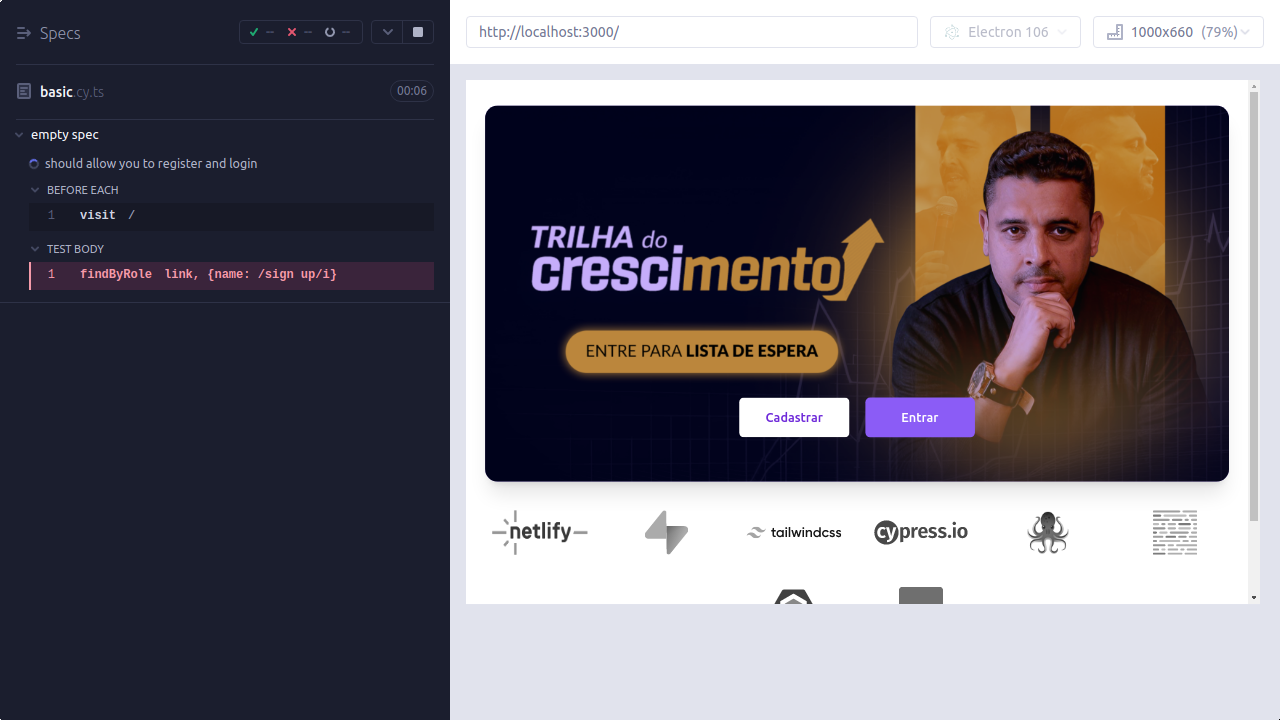 Specs
-- -- --
basic.cy.ts
00:06
empty spec
should allow you to register and login
BEFORE EACH
1 visit /
TEST BODY
1 findByRole link, {name: /sign up/i}
http://localhost:3000/
Electron 106
1000x660 (79%)
TRILHA do
crescimento
ENTRE PARA LISTA DE ESPERA
Cadastrar
Entrar
netlify
tailwindcss
cypress.io